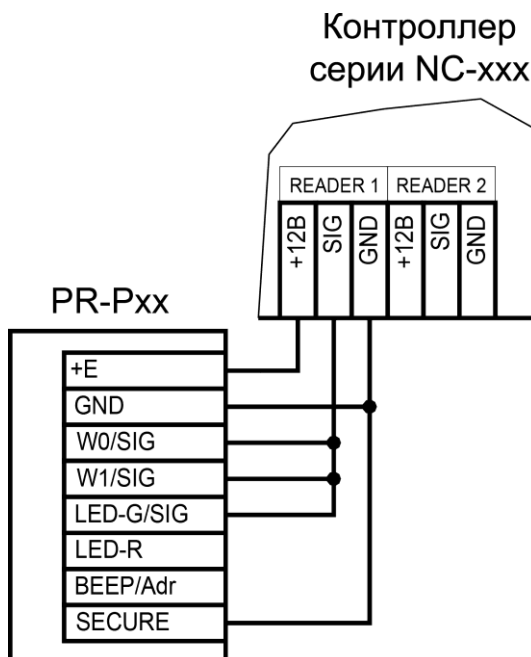 Контроллер
серии NC-xxx
READER 1 READER 2
+12В SIG GND +12В SIG GND
PR-Pxx
+E
GND
W0/SIG
W1/SIG
LED-G/SIG
LED-R
BEEP/Adr
SECURE